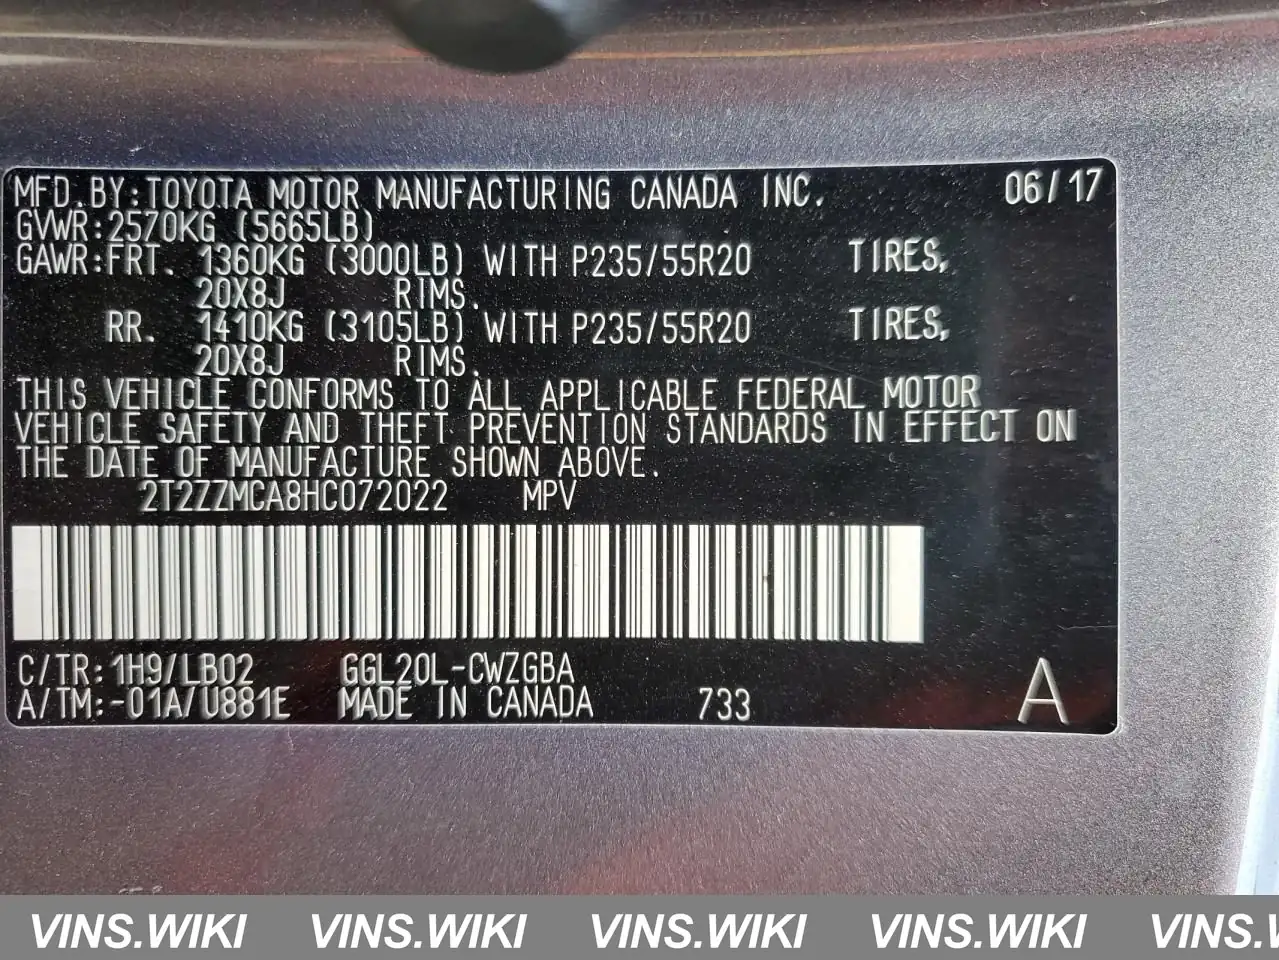 MFD.BY:TOYOTA MOTOR MANUFACTURING CANADA INC. 06/17
GVWR:2570KG (5665LB)
GAWR:FRT. 1360KG (3000LB) WITH P235/55R20 TIRES,
20X8J RIMS.
RR. 1410KG (3105LB) WITH P235/55R20 TIRES,
20X8J RIMS.
THIS VEHICLE CONFORMS TO ALL APPLICABLE FEDERAL MOTOR
VEHICLE SAFETY AND THEFT PREVENTION STANDARDS IN EFFECT ON
THE DATE OF MANUFACTURE SHOWN ABOVE.
2T2ZZMCA8HC072022 MPV
C/TR:1H9/LB02 GGL20L-CWZGBA
A/TM:-01A/U881E MADE IN CANADA 733 A
VINS.WIKI VINS.WIKI VINS.WIKI VINS.WIKI VINS.W